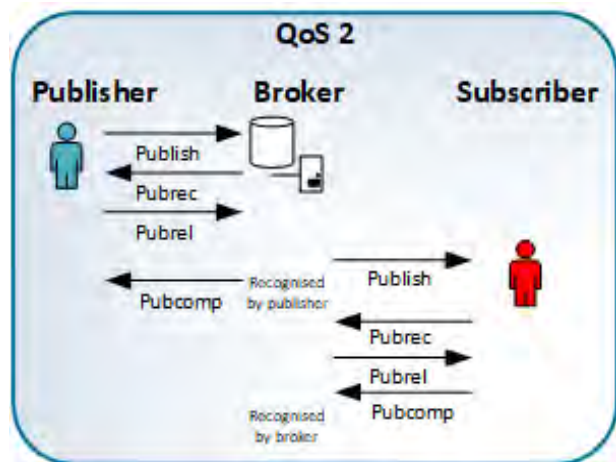 QoS 2
Publisher
Broker
Subscriber
Publish
Pubrec
Pubrel
Publish
Pubcomp
Recognised
by publisher
Pubrec
Pubrel
Pubcomp
Recognised
by broker